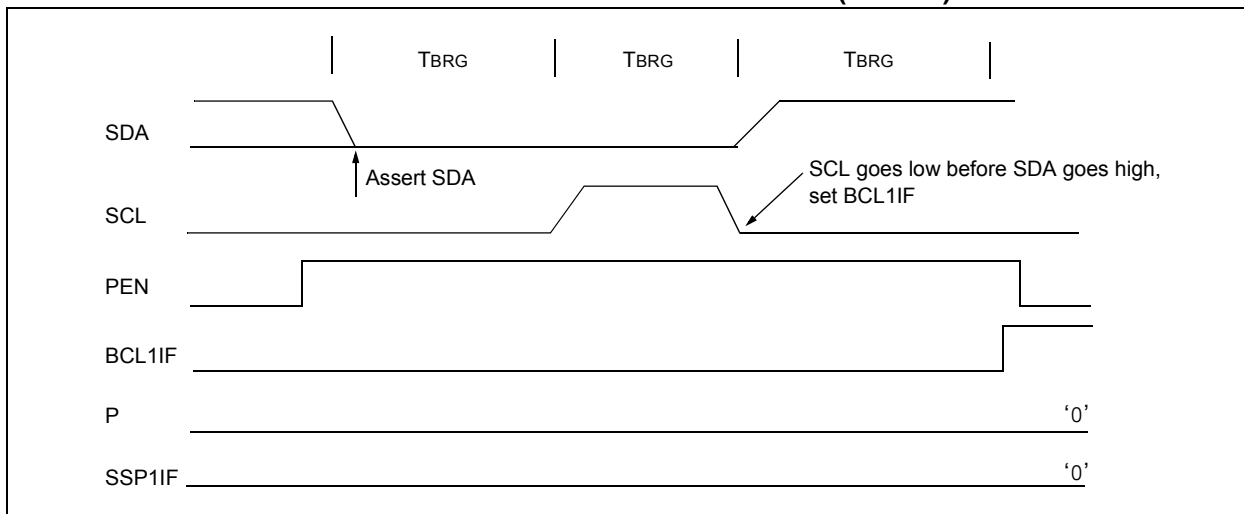 TBRG TBRG TBRG
SDA
Assert SDA
SCL goes low before SDA goes high,
set BCL1IF
SCL
PEN
BCL1IF
P '0'
SSP1IF '0'